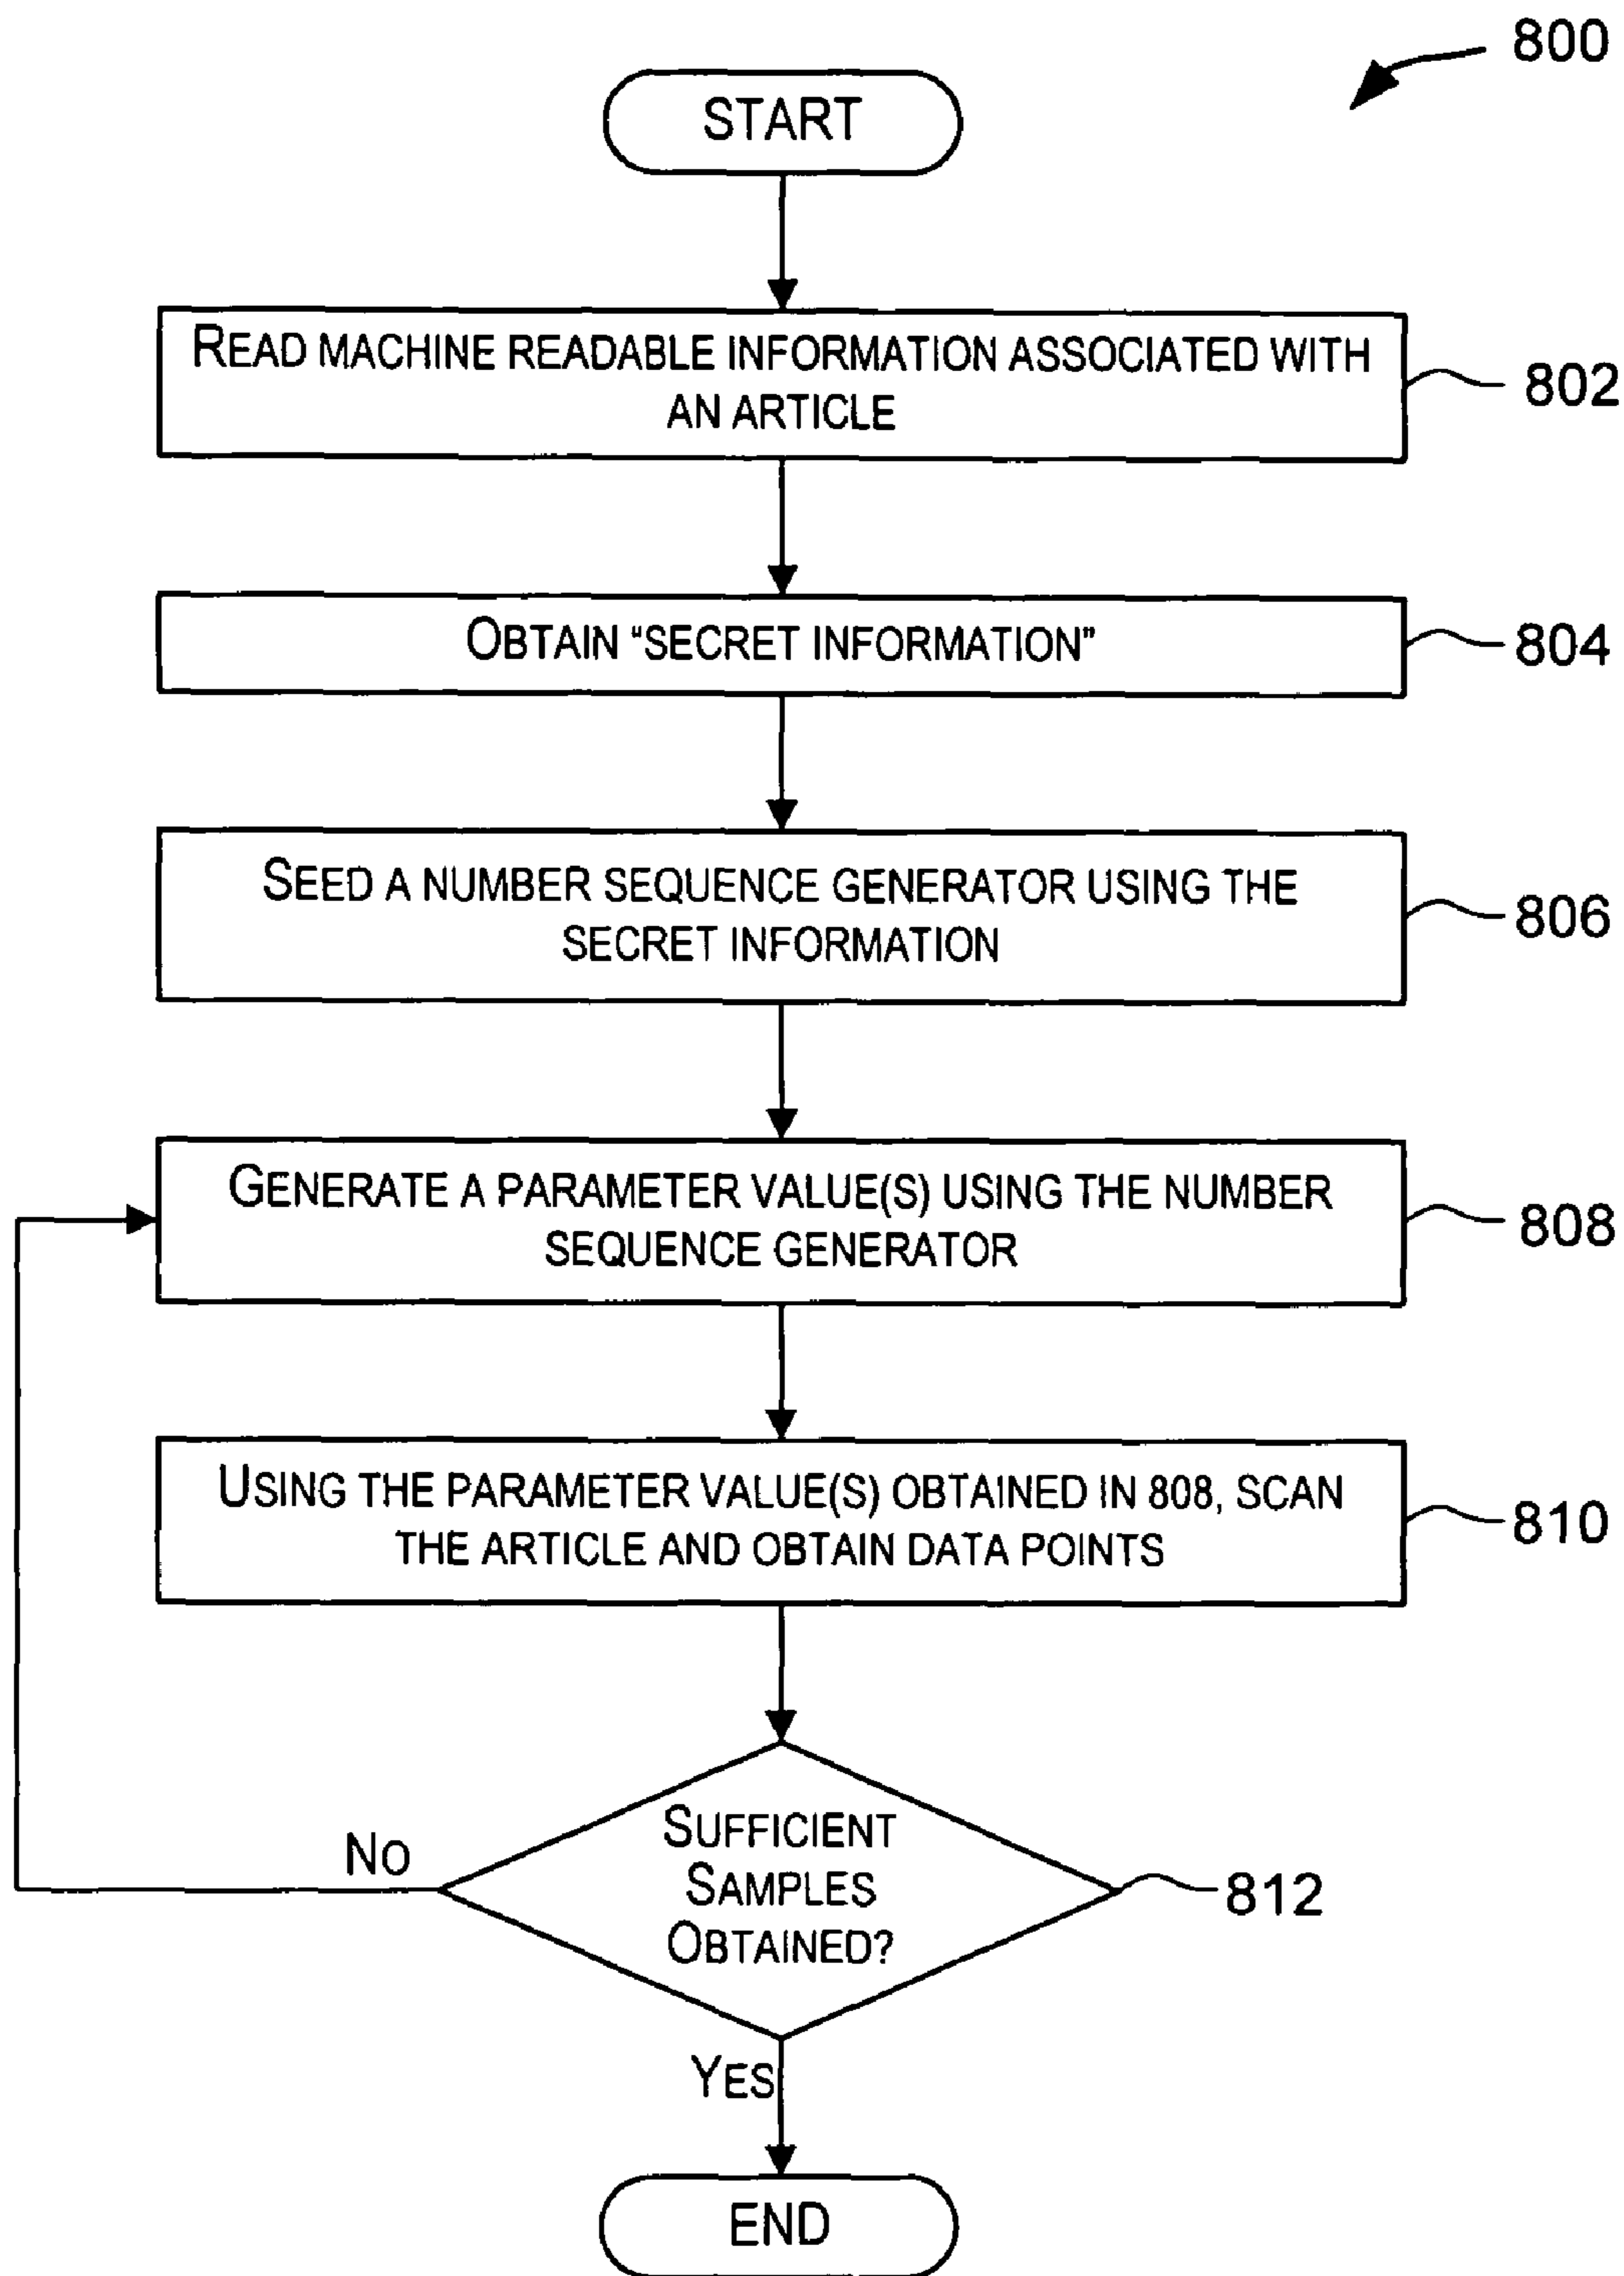 800
START
READ MACHINE READABLE INFORMATION ASSOCIATED WITH
AN ARTICLE
802
OBTAIN “SECRET INFORMATION”
804
SEED A NUMBER SEQUENCE GENERATOR USING THE
SECRET INFORMATION
806
GENERATE A PARAMETER VALUE(S) USING THE NUMBER
SEQUENCE GENERATOR
808
USING THE PARAMETER VALUE(S) OBTAINED IN 808, SCAN
THE ARTICLE AND OBTAIN DATA POINTS
810
NO
SUFFICIENT
SAMPLES
OBTAINED?
812
YES
END